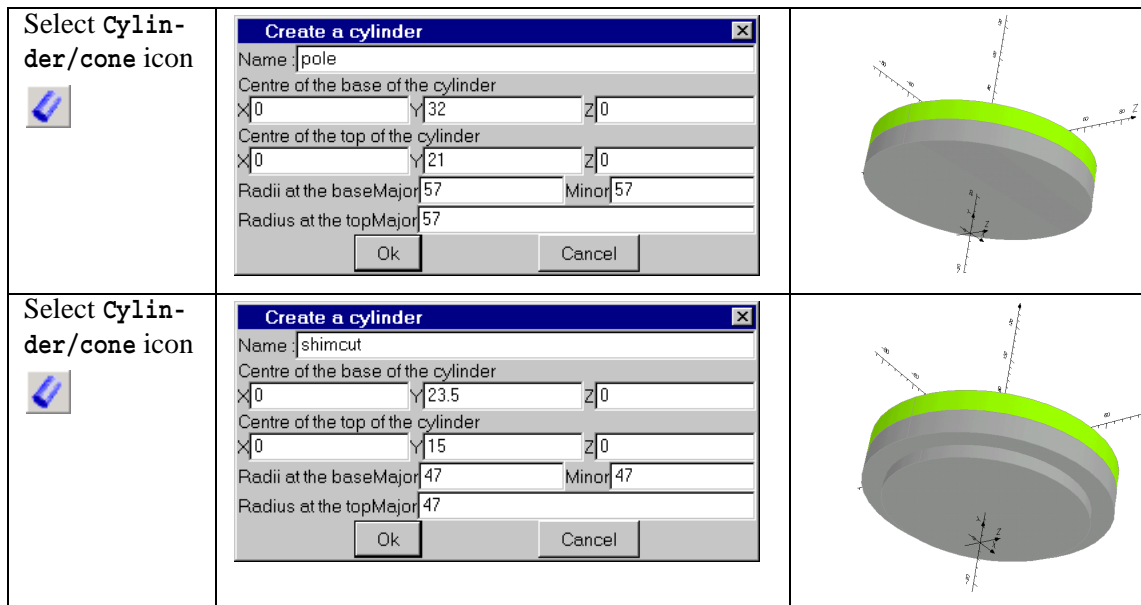 Select Cylin-
der/cone icon
Create a cylinder
Name : pole
Centre of the base of the cylinder
X 0 Y 32 Z 0
Centre of the top of the cylinder
X 0 Y 21 Z 0
Radii at the baseMajor 57 Minor 57
Radius at the topMajor 57
Ok Cancel
Z
Select Cylin-
der/cone icon
Create a cylinder
Name : shimcut
Centre of the base of the cylinder
X 0 Y 23.5 Z 0
Centre of the top of the cylinder
X 0 Y 15 Z 0
Radii at the baseMajor 47 Minor 47
Radius at the topMajor 47
Ok Cancel
Z